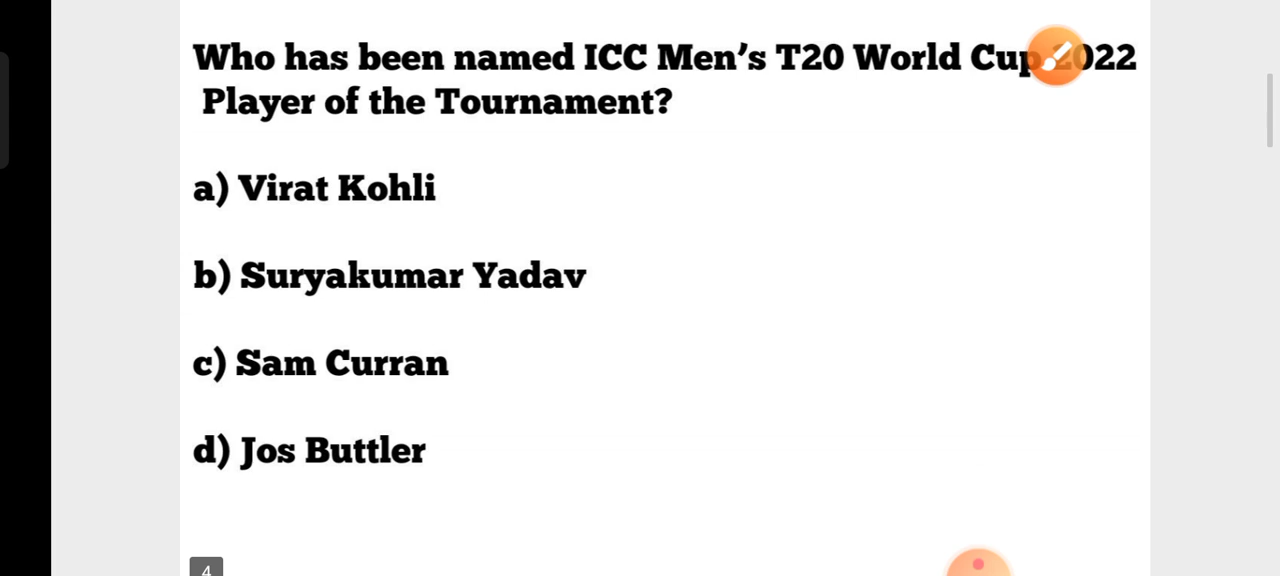 Who has been named ICC Men’s T20 World Cup 2022
Player of the Tournament?
a) Virat Kohli
b) Suryakumar Yadav
c) Sam Curran
d) Jos Buttler
4